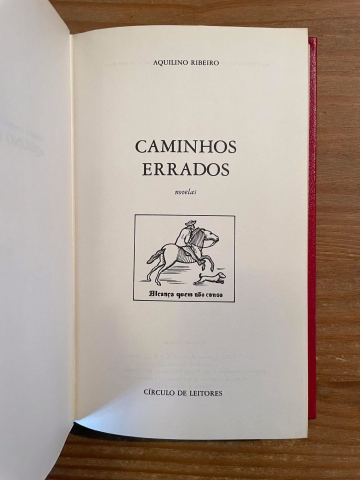 AQUILINO RIBEIRO
CAMINHOS
ERRADOS
novelas
Alcança quem não cansa
CÍRCULO DE LEITORES